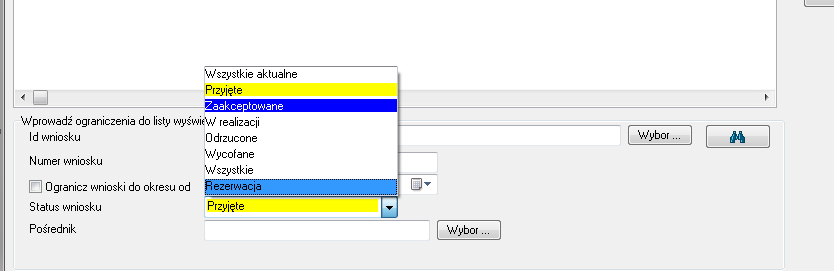 Wszystkie aktualne
Przyjęte
Zaakceptowane
W realizacji
Odrzucone
Wycofane
Wszystkie
Rezerwacja
Wprowadź ograniczenia do listy wyświe
Id wniosku
Wybor ...
Numer wniosku
Ogranicz wnioski do okresu od
Status wniosku
Przyjęte
Pośrednik
Wybor ...